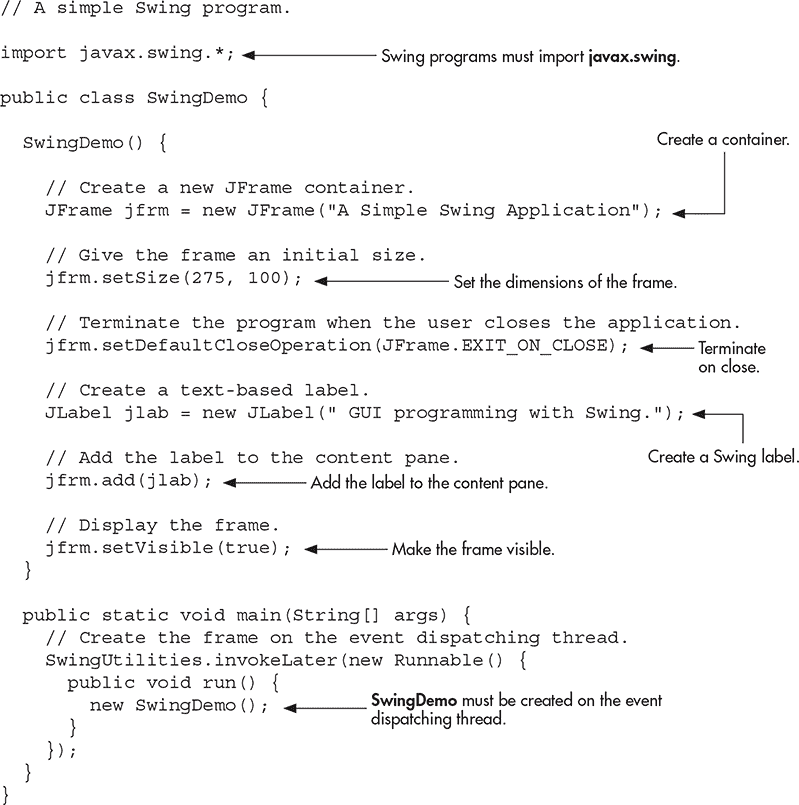 // A simple Swing program.
import javax.swing.*;
Swing programs must import javax.swing.
public class SwingDemo {
SwingDemo() {
Create a container.
// Create a new JFrame container.
JFrame jfrm = new JFrame("A Simple Swing Application");
// Give the frame an initial size.
jfrm.setSize(275, 100);
Set the dimensions of the frame.
// Terminate the program when the user closes the application.
jfrm.setDefaultCloseOperation(JFrame.EXIT_ON_CLOSE);
Terminate
on close.
// Create a text-based label.
JLabel jlab = new JLabel(" GUI programming with Swing.");
Create a Swing label.
// Add the label to the content pane.
jfrm.add(jlab);
Add the label to the content pane.
// Display the frame.
jfrm.setVisible(true);
Make the frame visible.
}
public static void main(String[] args) {
// Create the frame on the event dispatching thread.
SwingUtilities.invokeLater(new Runnable() {
public void run() {
new SwingDemo();
SwingDemo must be created on the event
dispatching thread.
}
});
}
}